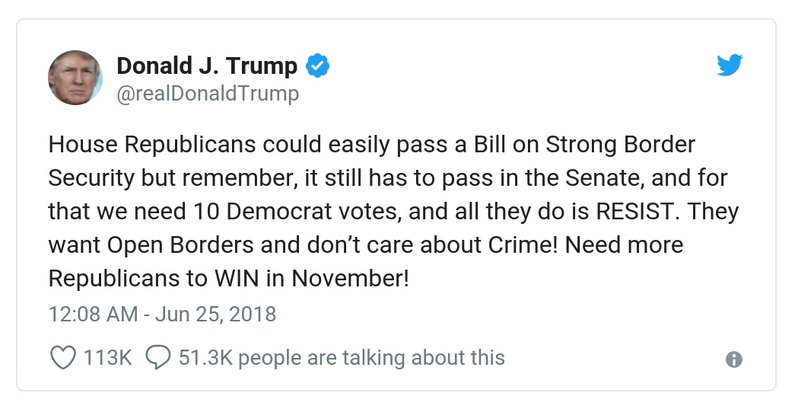 Donald J. Trump
@realDonaldTrump
House Republicans could easily pass a Bill on Strong Border
Security but remember, it still has to pass in the Senate, and for
that we need 10 Democrat votes, and all they do is RESIST. They
want Open Borders and don’t care about Crime! Need more
Republicans to WIN in November!
12:08 AM - Jun 25, 2018
113K 51.3K people are talking about this